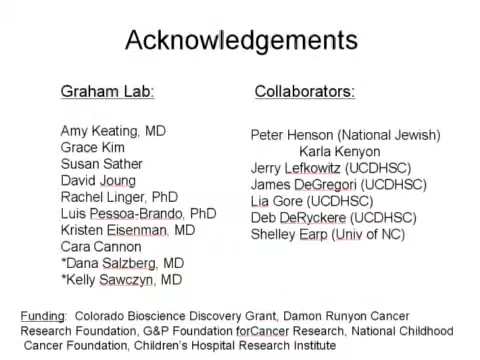 Acknowledgements
Graham Lab:
Amy Keating, MD
Grace Kim
Susan Sather
David Joung
Rachel Linger, PhD
Luis Pessoa-Brando, PhD
Kristen Eisenman, MD
Cara Cannon
*Dana Salzberg, MD
*Kelly Sawczyn, MD
Collaborators:
Peter Henson (National Jewish)
Karla Kenyon
Jerry Lefkowitz (UCDHSC)
James DeGregori (UCDHSC)
Lia Gore (UCDHSC)
Deb DeRyckere (UCDHSC)
Shelley Earp (Univ of NC)
Funding:  Colorado Bioscience Discovery Grant, Damon Runyon Cancer
Research Foundation, G&P Foundation forCancer Research, National Childhood
Cancer Foundation, Children's Hospital Research Institute